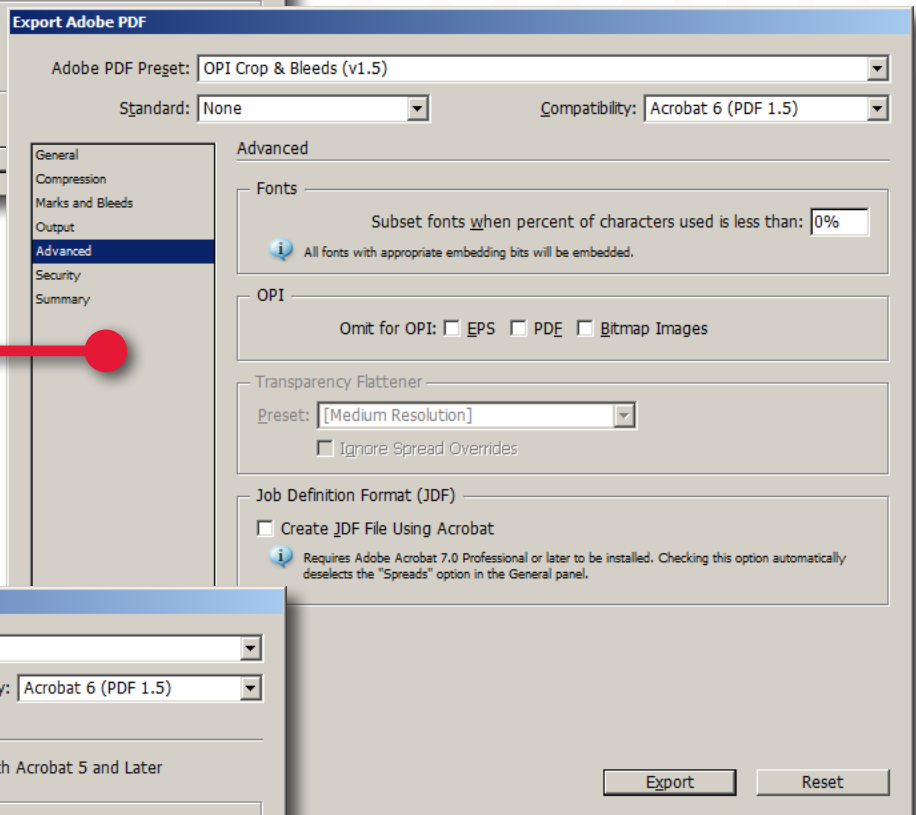 Export Adobe PDF
Adobe PDF Preset: OPI Crop & Bleeds (v1.5)
Standard: None Compatibility: Acrobat 6 (PDF 1.5)
General
Compression
Marks and Bleeds
Output
Advanced
Security
Summary
Advanced
Fonts
Subset fonts when percent of characters used is less than: 0%
All fonts with appropriate embedding bits will be embedded.
OPI
Omit for OPI: EPS PDF Bitmap Images
Transparency Flattener
Preset: [Medium Resolution]
Ignore Spread Overrides
Job Definition Format (JDF)
Create JDF File Using Acrobat
Requires Adobe Acrobat 7.0 Professional or later to be installed. Checking this option automatically
deselects the "Spreads" option in the General panel.
y: Acrobat 6 (PDF 1.5)
th Acrobat 5 and Later
Export Reset